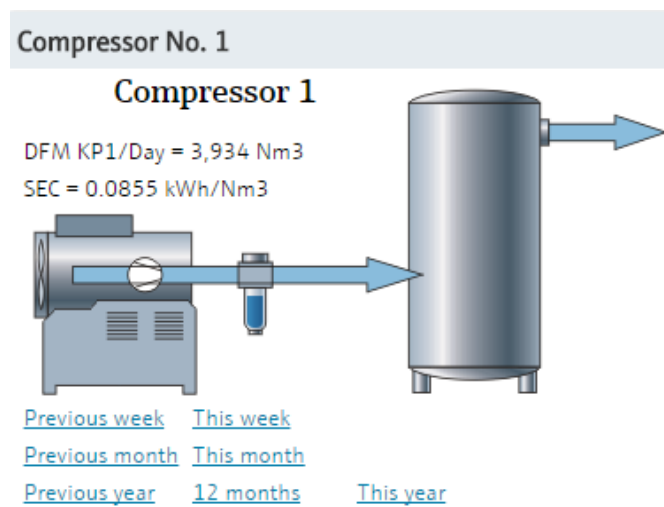 Compressor No. 1
Compressor 1
DFM KP1/Day = 3,934 Nm3
SEC = 0.0855 kWh/Nm3
Previous week This week
Previous month This month
Previous year 12 months This year